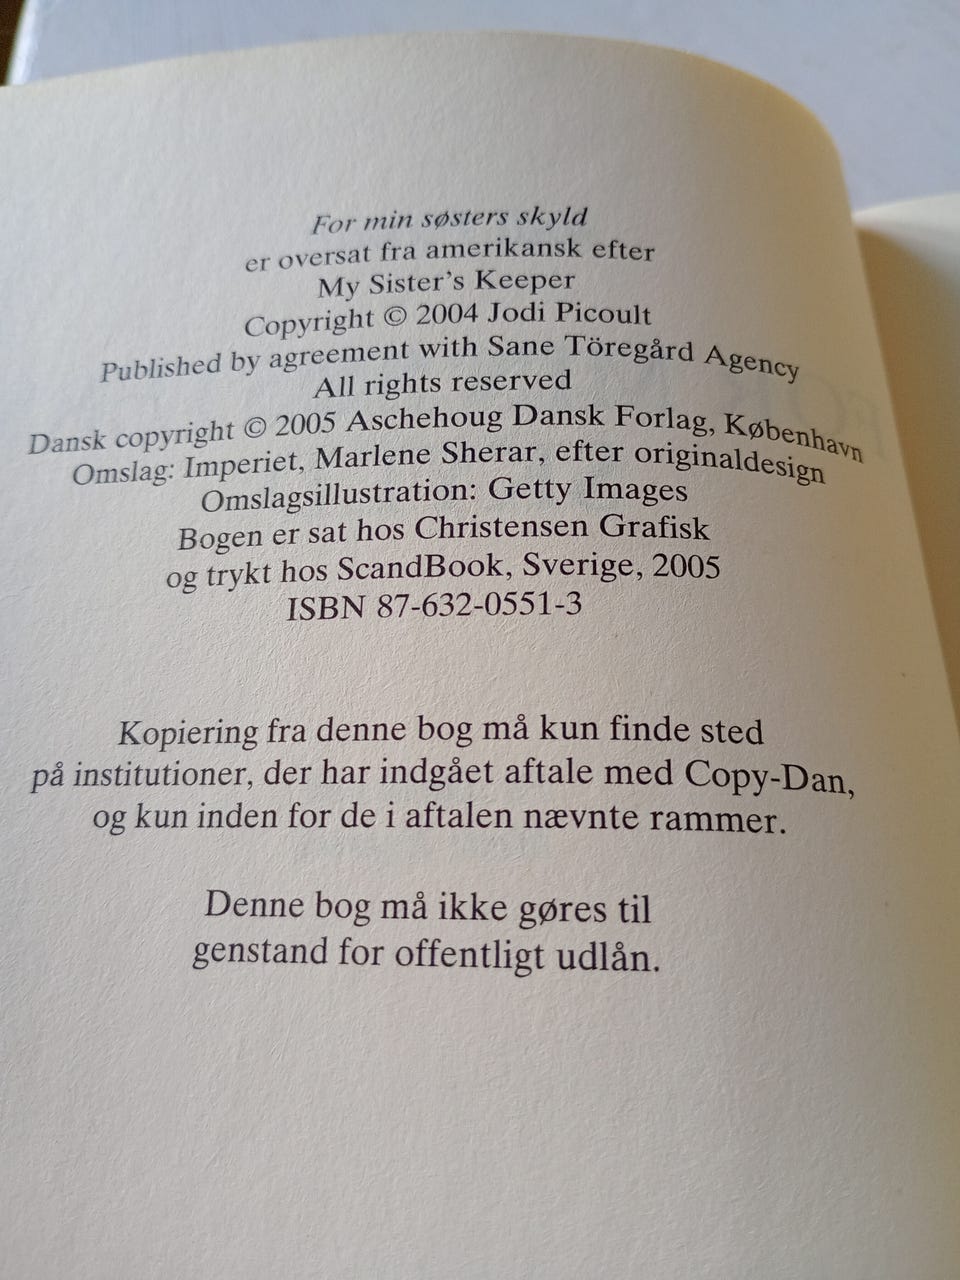 For min søsters skyld
er oversat fra amerikansk efter
My Sister's Keeper
Copyright © 2004 Jodi Picoult
Published by agreement with Sane Töregård Agency
All rights reserved
Dansk copyright © 2005 Aschehoug Dansk Forlag, København
Omslag: Imperiet, Marlene Sherar, efter originaldesign
Omslagsillustration: Getty Images
Bogen er sat hos Christensen Grafisk
og trykt hos ScandBook, Sverige, 2005
ISBN 87-632-0551-3
Kopiering fra denne bog må kun finde sted
på institutioner, der har indgået aftale med Copy-Dan,
og kun inden for de i aftalen nævnte rammer.
Denne bog må ikke gøres til
genstand for offentligt udlån.